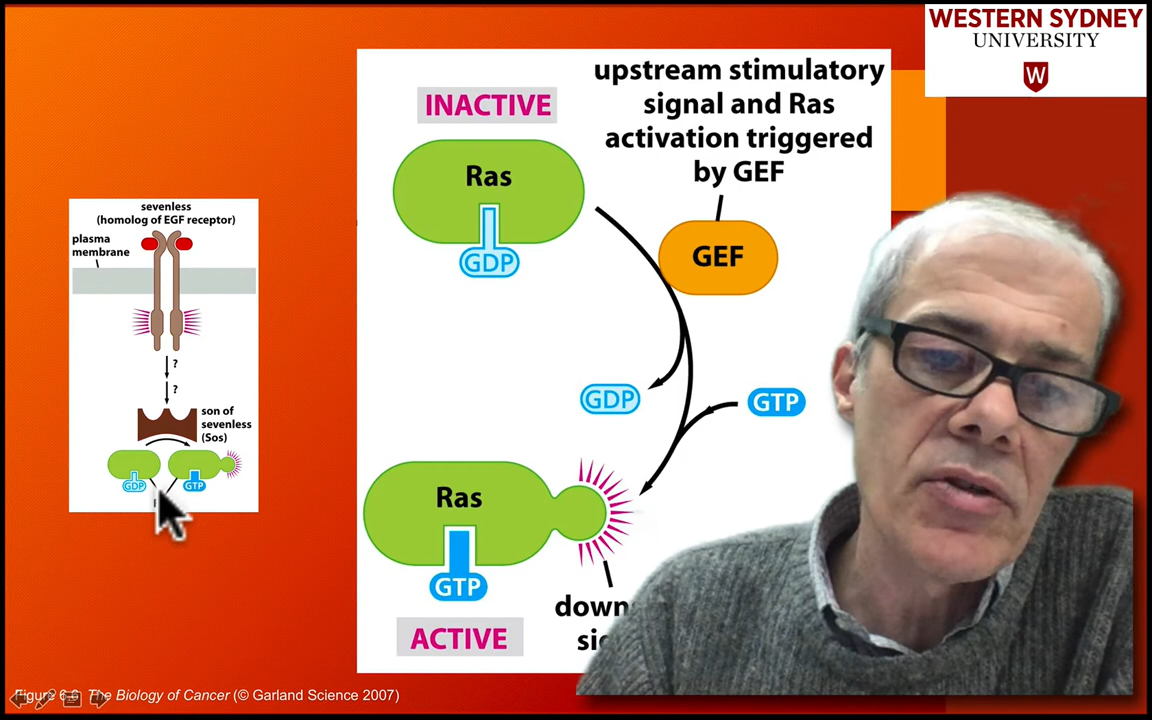 WESTERN SYDNEY
UNIVERSITY
W
sevenless
(homolog of EGF receptor)
plasma
membrane
?
?
son of
sevenless
(Sos)
GDP
GTP
INACTIVE
upstream stimulatory
signal and Ras
activation triggered
by GEF
Ras
GDP
GEF
GDP
GTP
Ras
GTP
ACTIVE
Figure The Biology of Cancer (© Garland Science 2007)